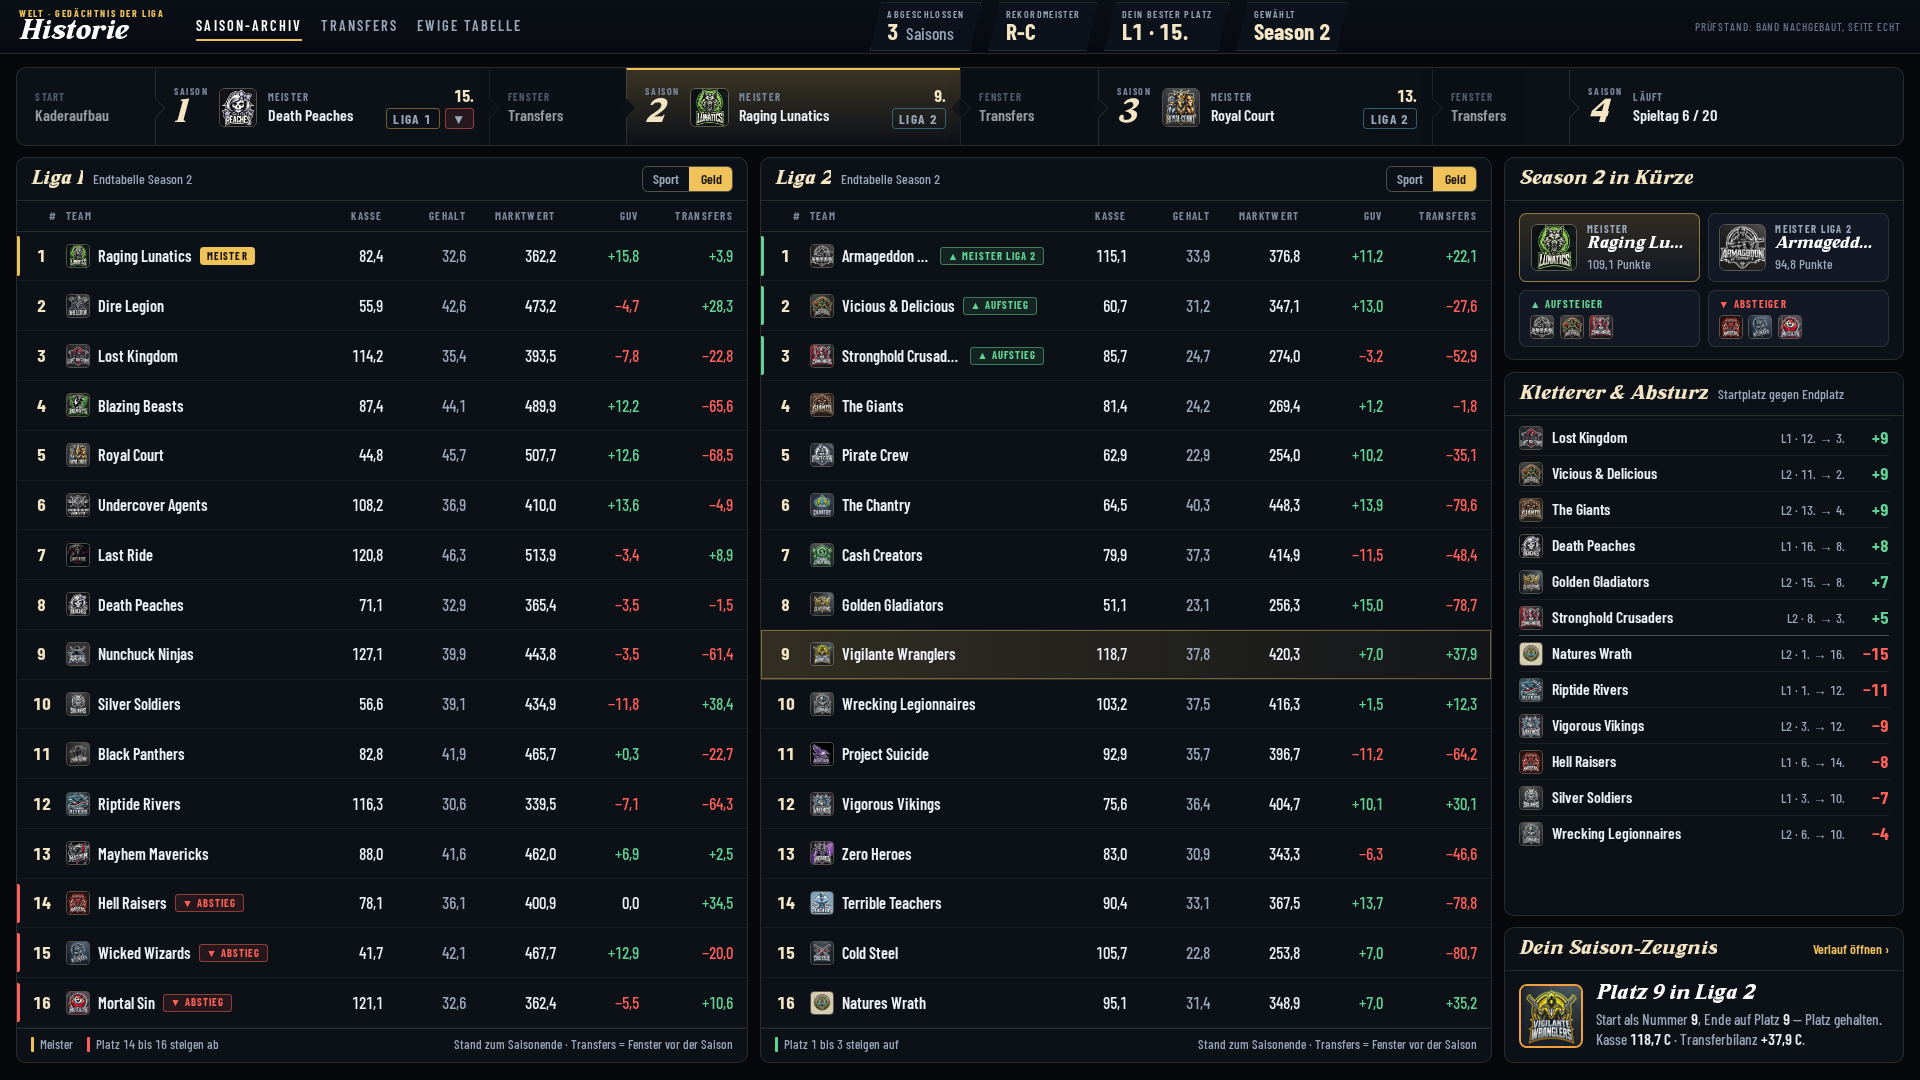 WELT · GEDÄCHTNIS DER LIGA
Historie
SAISON-ARCHIV
TRANSFERS
EWIGE TABELLE
ABGESCHLOSSEN
3 Saisons
REKORDMEISTER
R-C
DEIN BESTER PLATZ
L1 · 15.
GEWÄHLT
Season 2
PRÜFSTAND: BAND NACHGEBAUT, SEITE ECHT
START
Kaderaufbau
SAISON
1
MEISTER
Death Peaches
15.
LIGA 1 ▼
FENSTER
Transfers
SAISON
2
MEISTER
Raging Lunatics
9.
LIGA 2
FENSTER
Transfers
SAISON
3
MEISTER
Royal Court
13.
LIGA 2
FENSTER
Transfers
SAISON
4
LÄUFT
Spieltag 6 / 20
Liga 1 Endtabelle Season 2 Sport Geld
# TEAM KASSE GEHALT MARKTWERT GUV TRANSFERS
1 Raging Lunatics MEISTER 82,4 32,6 362,2 +15,8 +3,9
2 Dire Legion 55,9 42,6 473,2 −4,7 +28,3
3 Lost Kingdom 114,2 35,4 393,5 −7,8 −22,8
4 Blazing Beasts 87,4 44,1 489,9 +12,2 −65,6
5 Royal Court 44,8 45,7 507,7 +12,6 −68,5
6 Undercover Agents 108,2 36,9 410,0 +13,6 −4,9
7 Last Ride 120,8 46,3 513,9 −3,4 +8,9
8 Death Peaches 71,1 32,9 365,4 −3,5 −1,5
9 Nunchuck Ninjas 127,1 39,9 443,8 −3,5 −61,4
10 Silver Soldiers 56,6 39,1 434,9 −11,8 +38,4
11 Black Panthers 82,8 41,9 465,7 +0,3 −22,7
12 Riptide Rivers 116,3 30,6 339,5 −7,1 −64,3
13 Mayhem Mavericks 88,0 41,6 462,0 +6,9 +2,5
14 Hell Raisers ▼ ABSTIEG 78,1 36,1 400,9 0,0 +34,5
15 Wicked Wizards ▼ ABSTIEG 41,7 42,1 467,7 +12,9 −20,0
16 Mortal Sin ▼ ABSTIEG 121,1 32,6 362,4 −5,5 +10,6
Meister Platz 14 bis 16 steigen ab Stand zum Saisonende · Transfers = Fenster vor der Saison
Liga 2 Endtabelle Season 2 Sport Geld
# TEAM KASSE GEHALT MARKTWERT GUV TRANSFERS
1 Armageddon ... ▲ MEISTER LIGA 2 115,1 33,9 376,8 +11,2 +22,1
2 Vicious & Delicious ▲ AUFSTIEG 60,7 31,2 347,1 +13,0 −27,6
3 Stronghold Crusad... ▲ AUFSTIEG 85,7 24,7 274,0 −3,2 −52,9
4 The Giants 81,4 24,2 269,4 +1,2 −1,8
5 Pirate Crew 62,9 22,9 254,0 +10,2 −35,1
6 The Chantry 64,5 40,3 448,3 +13,9 −79,6
7 Cash Creators 79,9 37,3 414,9 −11,5 −48,4
8 Golden Gladiators 51,1 23,1 256,3 +15,0 −78,7
9 Vigilante Wranglers 118,7 37,8 420,3 +7,0 +37,9
10 Wrecking Legionnaires 103,2 37,5 416,3 +1,5 +12,3
11 Project Suicide 92,9 35,7 396,7 −11,2 −64,2
12 Vigorous Vikings 75,6 36,4 404,7 +10,1 +30,1
13 Zero Heroes 83,0 30,9 343,3 −6,3 −46,6
14 Terrible Teachers 90,4 33,1 367,5 +13,7 −78,8
15 Cold Steel 105,7 22,8 253,8 +7,0 −80,7
16 Natures Wrath 95,1 31,4 348,9 +7,0 +35,2
Platz 1 bis 3 steigen auf Stand zum Saisonende · Transfers = Fenster vor der Saison
Season 2 in Kürze
MEISTER
Raging Lu...
109,1 Punkte
MEISTER LIGA 2
Armagedd...
94,8 Punkte
▲ AUFSTEIGER
▼ ABSTEIGER
Kletterer & Absturz Startplatz gegen Endplatz
Lost Kingdom L1 · 12. → 3. +9
Vicious & Delicious L2 · 11. → 2. +9
The Giants L2 · 13. → 4. +9
Death Peaches L1 · 16. → 8. +8
Golden Gladiators L2 · 15. → 8. +7
Stronghold Crusaders L2 · 8. → 3. +5
Natures Wrath L2 · 1. → 16. −15
Riptide Rivers L1 · 1. → 12. −11
Vigorous Vikings L2 · 3. → 12. −9
Hell Raisers L1 · 6. → 14. −8
Silver Soldiers L1 · 3. → 10. −7
Wrecking Legionnaires L2 · 6. → 10. −4
Dein Saison-Zeugnis Verlauf öffnen ›
VIGILANTE WRANGLERS
Platz 9 in Liga 2
Start als Nummer 9, Ende auf Platz 9 — Platz gehalten.
Kasse 118,7 C · Transferbilanz +37,9 C.